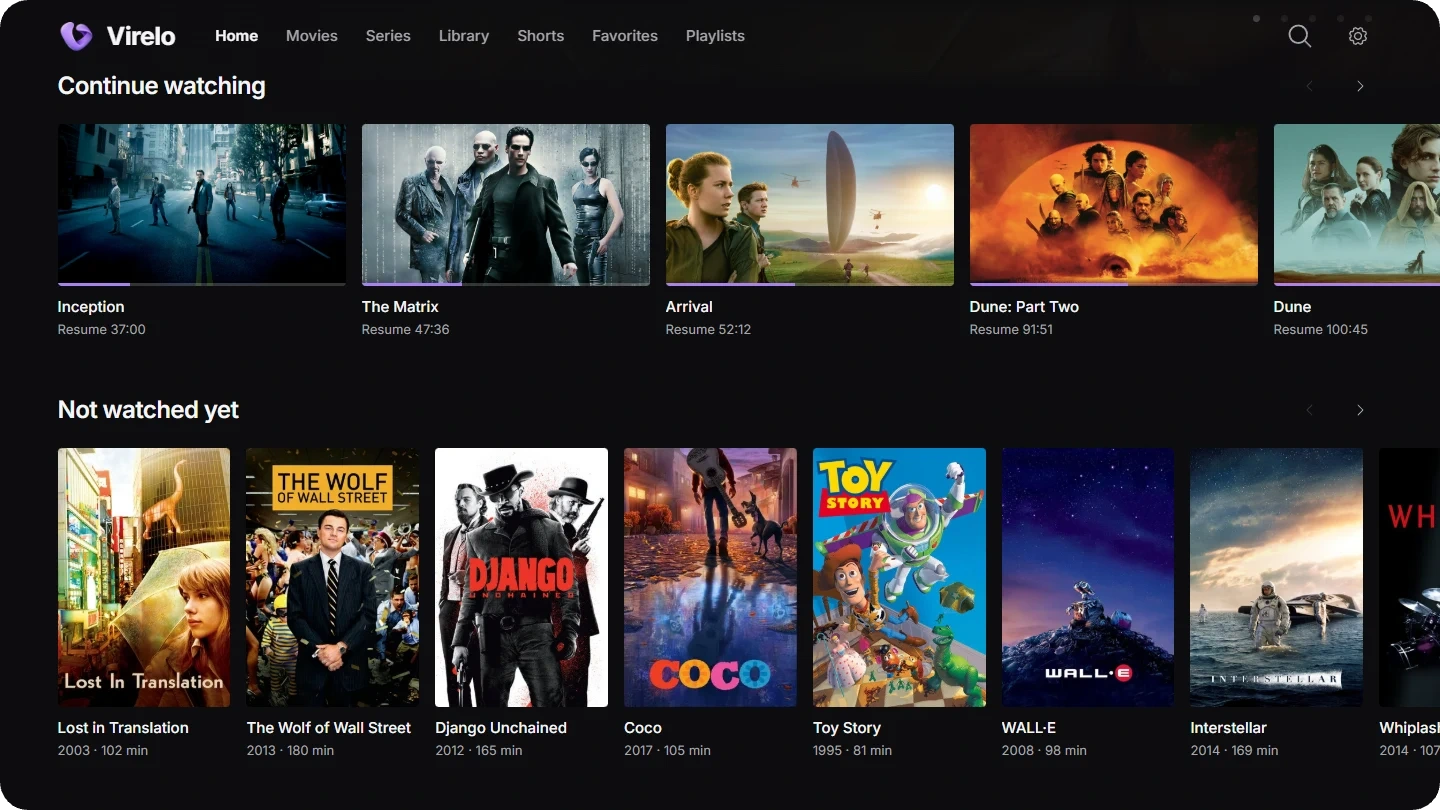 Virelo
Home Movies Series Library Shorts Favorites Playlists
Continue watching
Inception
Resume 37:00
The Matrix
Resume 47:36
Arrival
Resume 52:12
Dune: Part Two
Resume 91:51
Dune
Resume 100:45
Not watched yet
Lost In Translation
THE WOLF
OF WALL STREET
DJANGO
UNCHAINED
COCO
TOY
STORY
WALL·E
INTERSTELLAR
WH
Lost in Translation
2003 · 102 min
The Wolf of Wall Street
2013 · 180 min
Django Unchained
2012 · 165 min
Coco
2017 · 105 min
Toy Story
1995 · 81 min
WALL·E
2008 · 98 min
Interstellar
2014 · 169 min
Whiplash
2014 · 107